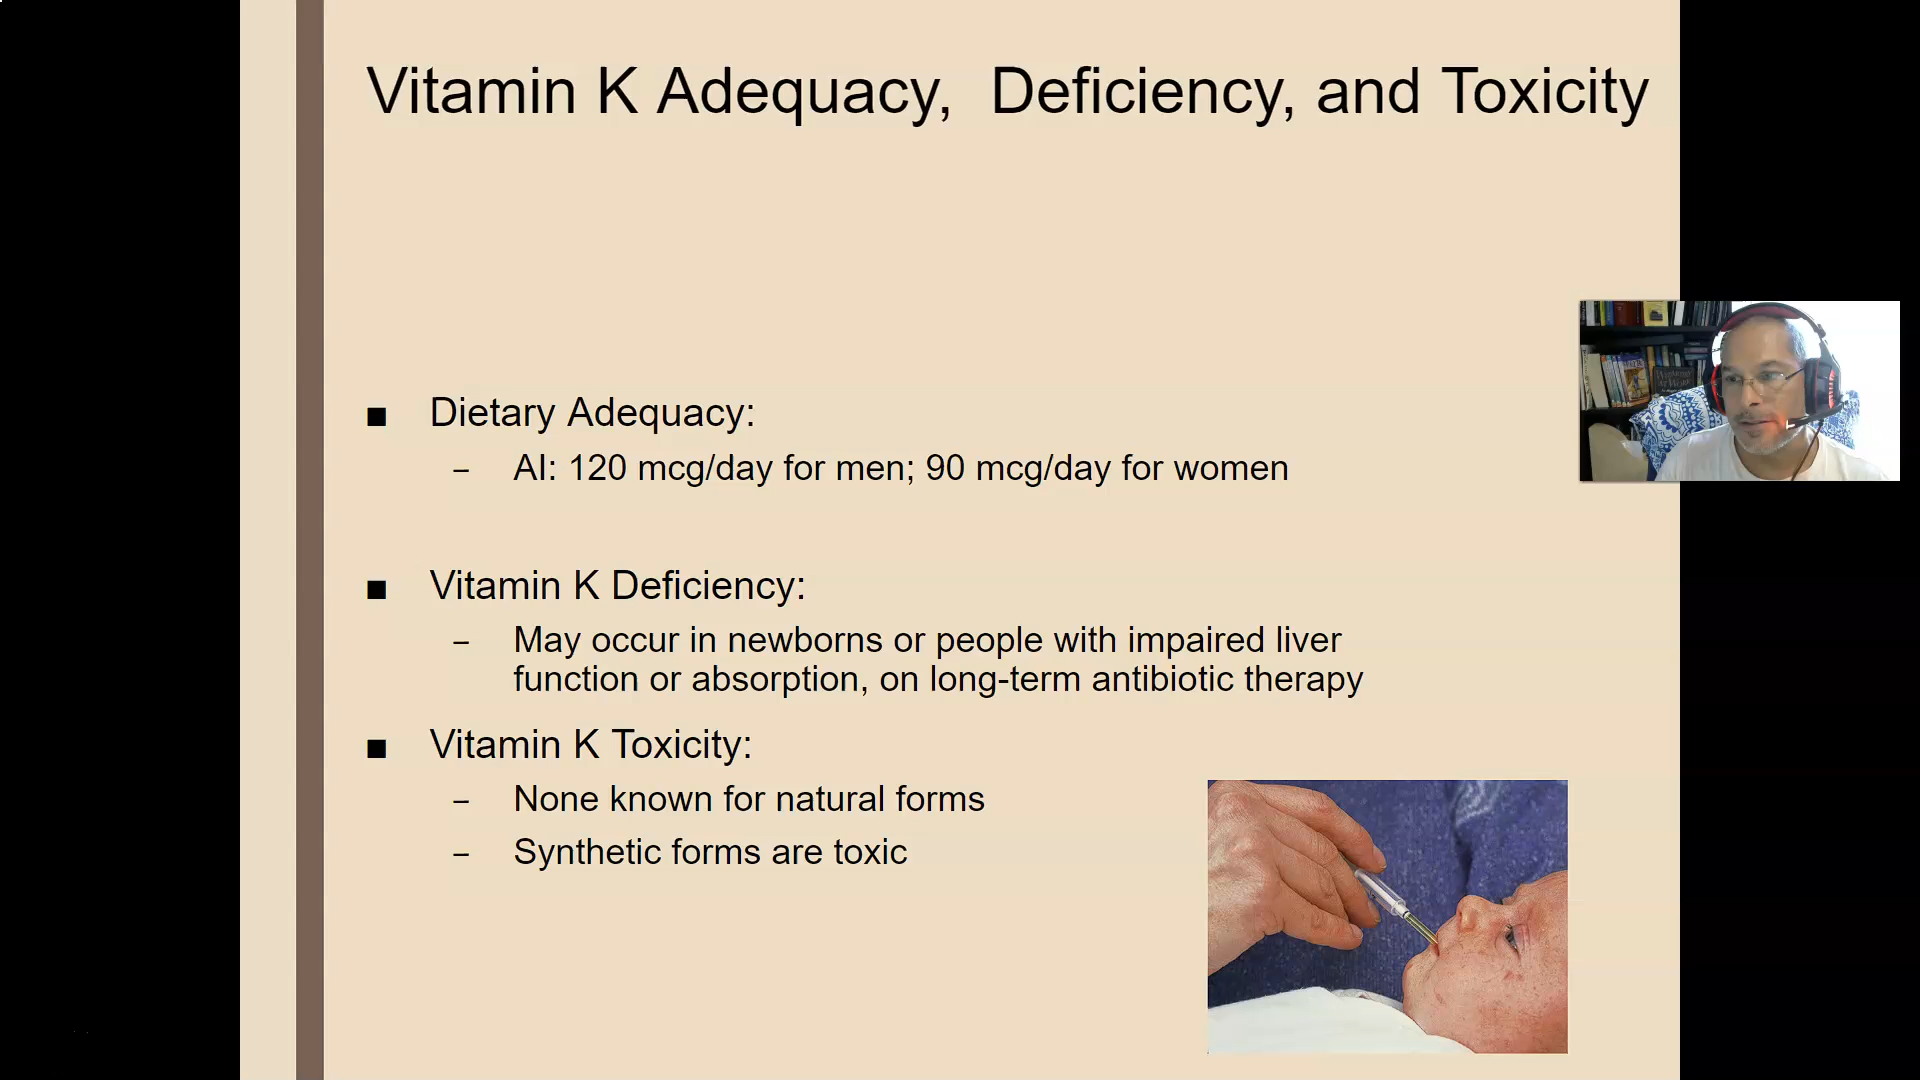 Vitamin K Adequacy, Deficiency, and Toxicity
■ Dietary Adequacy:
– AI: 120 mcg/day for men; 90 mcg/day for women
■ Vitamin K Deficiency:
– May occur in newborns or people with impaired liver
function or absorption, on long-term antibiotic therapy
■ Vitamin K Toxicity:
– None known for natural forms
– Synthetic forms are toxic